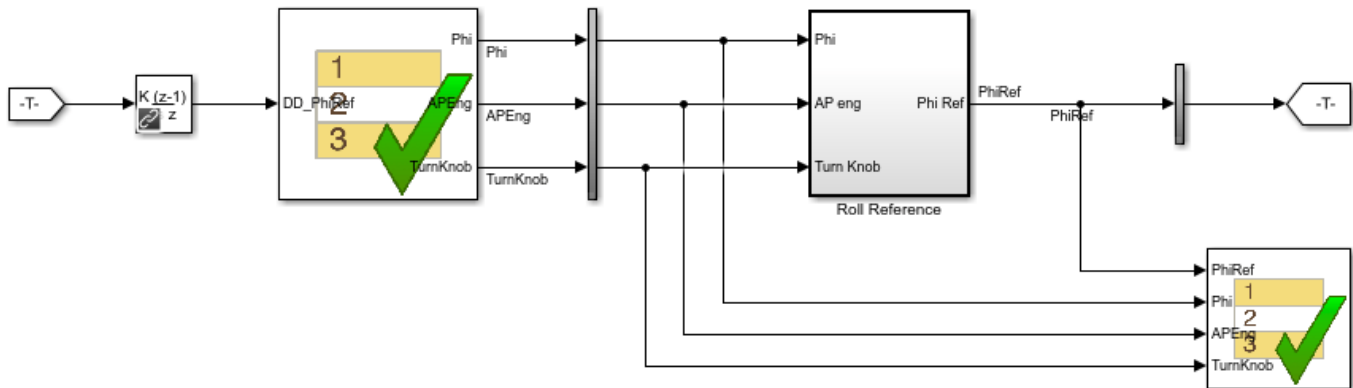 -T-
K (z-1)
z
DD_PhiRef
1
2
3
Phi
APEng
TurnKnob
Phi
APEng
TurnKnob
Phi
AP eng
Turn Knob
Phi Ref
Roll Reference
PhiRef
PhiRef
-T-
PhiRef
Phi
APEng
TurnKnob
1
2
3